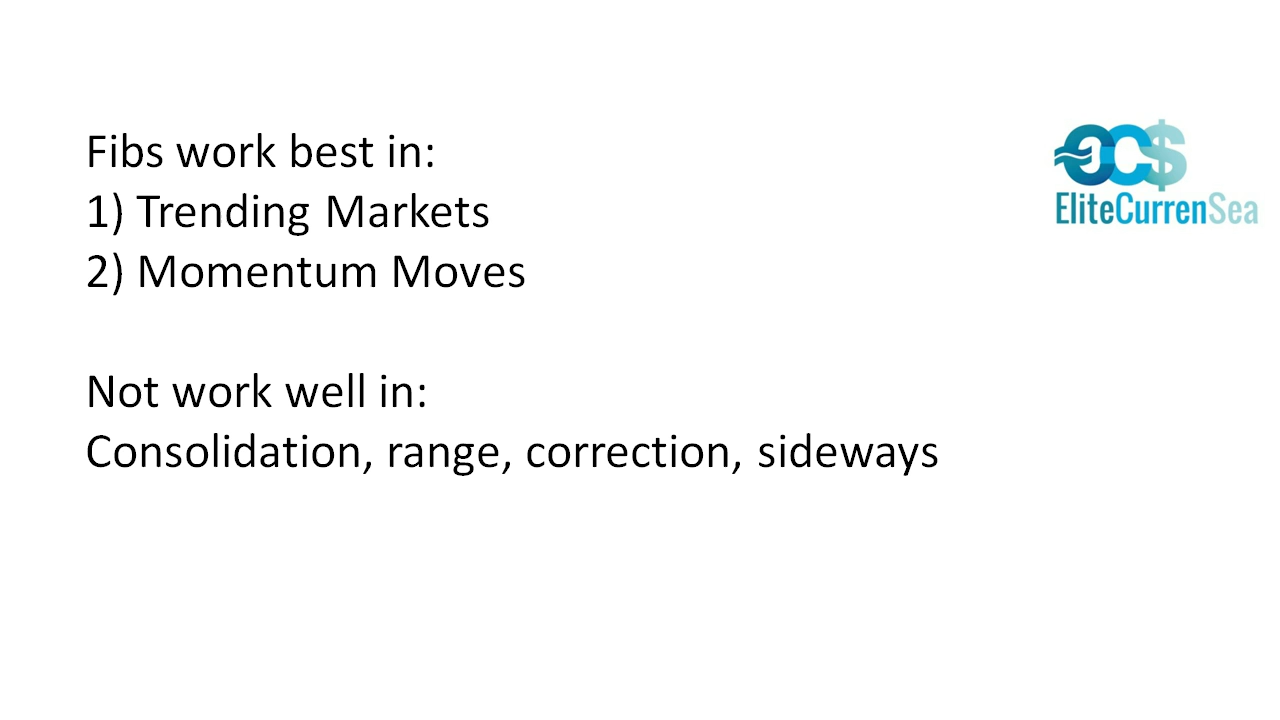 Fibs work best in:
1) Trending Markets
2) Momentum Moves
Not work well in:
Consolidation, range, correction, sideways
eC$
EliteCurrenSea